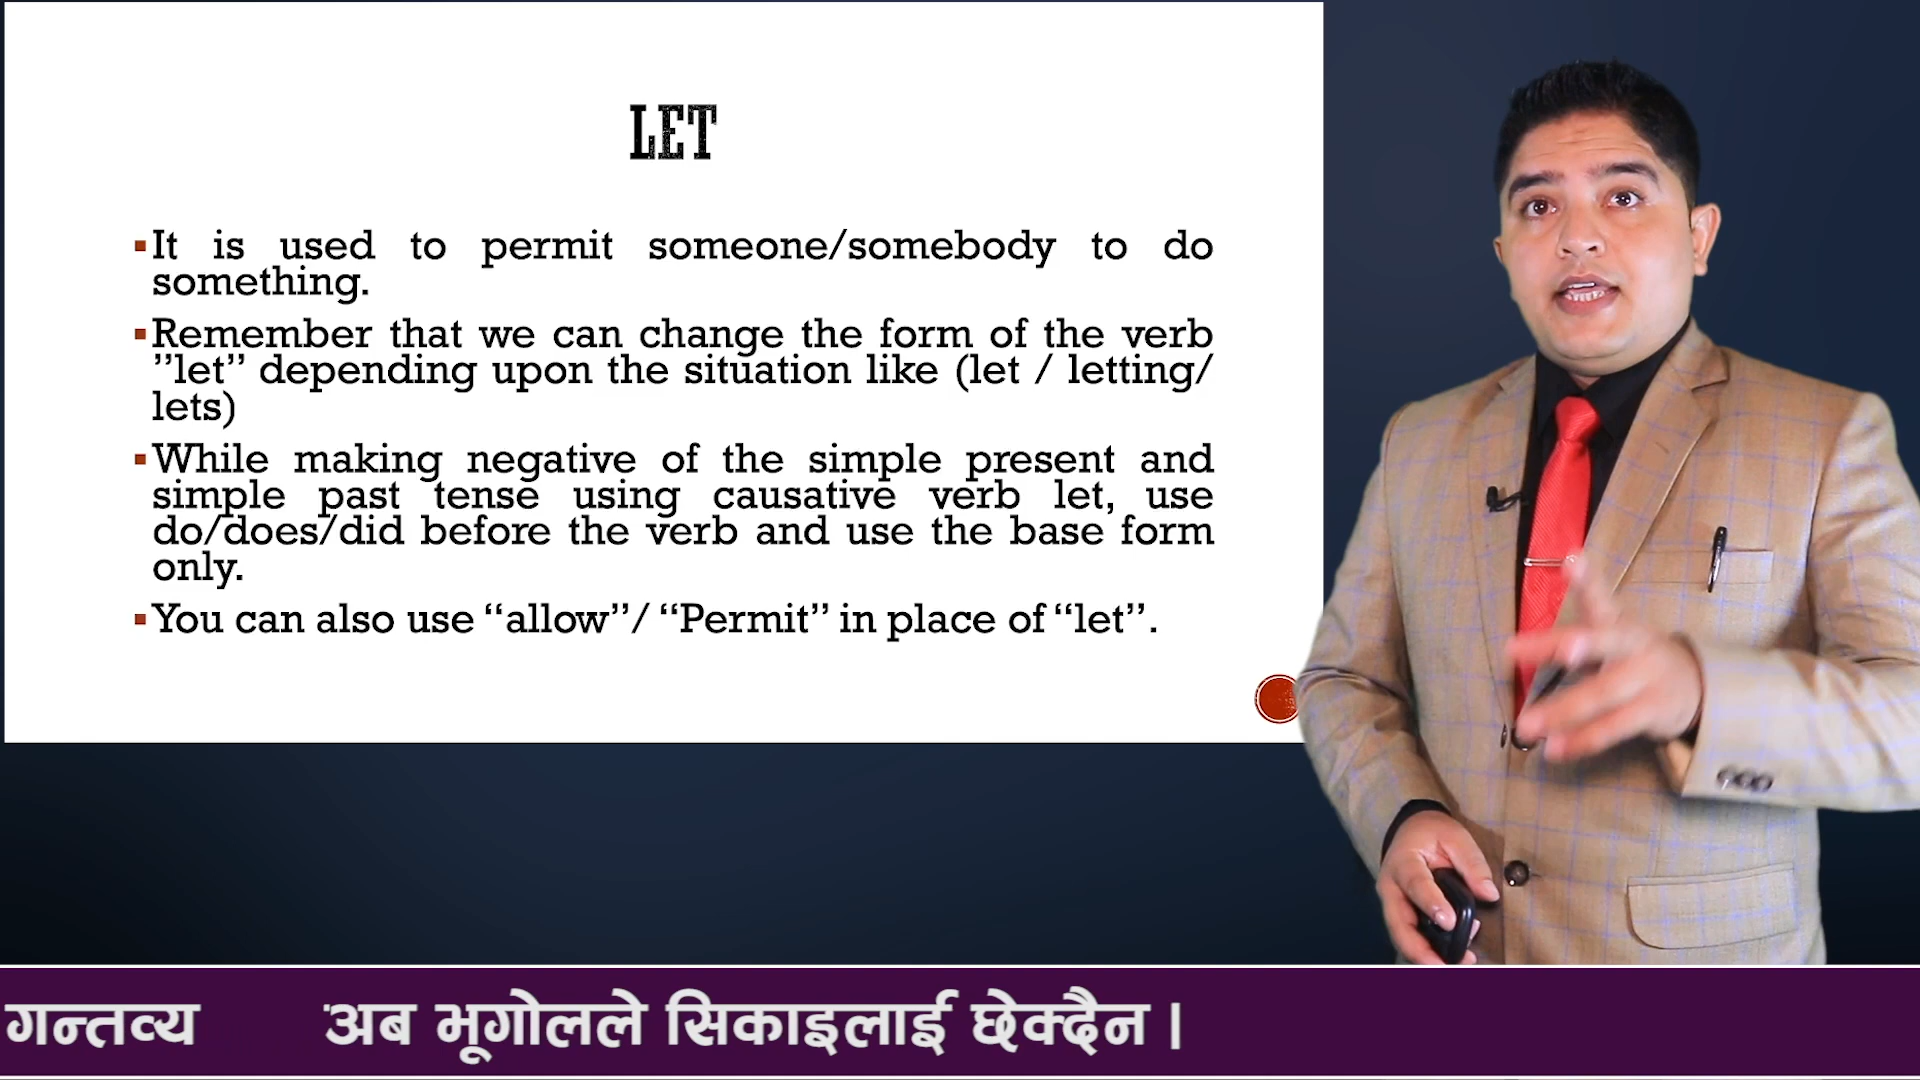 LET
It is used to permit someone/somebody to do
something.
Remember that we can change the form of the verb
”let” depending upon the situation like (let / letting/
lets)
While making negative of the simple present and
simple past tense using causative verb let, use
do/does/did before the verb and use the base form
only.
You can also use “allow”/ “Permit” in place of “let”.
गन्तव्य अब भूगोलले सिकाइलाई छेक्दैन ।